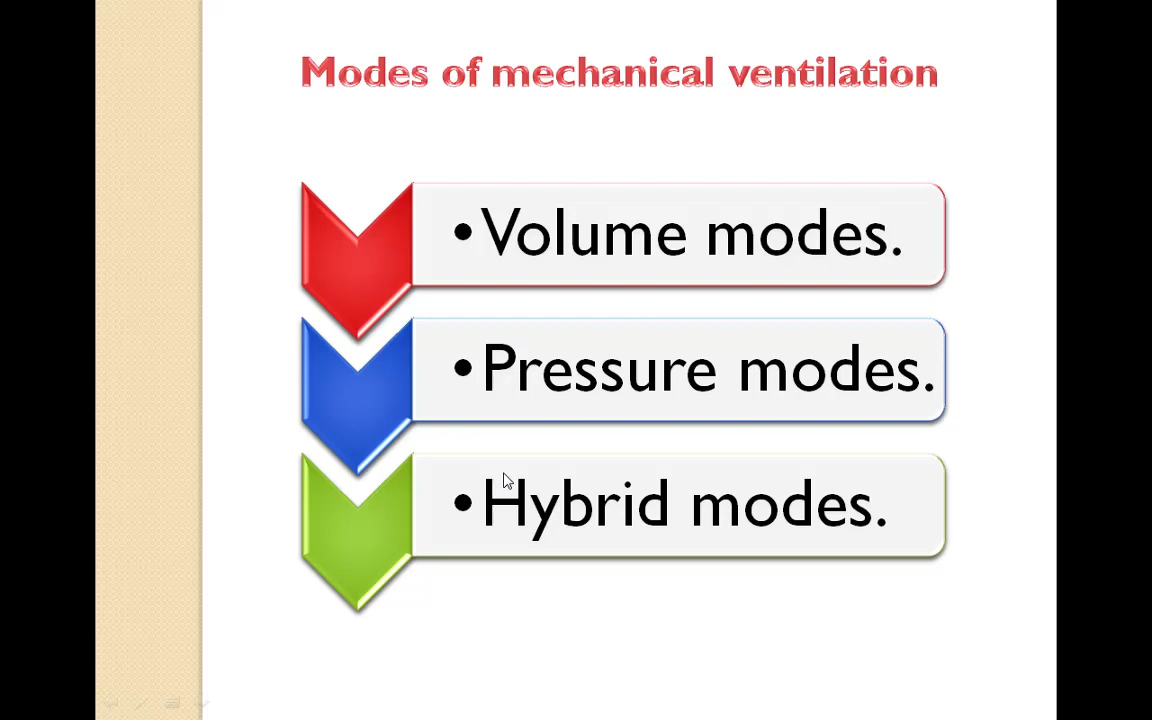 Modes of mechanical ventilation
•Volume modes.
•Pressure modes.
•Hybrid modes.